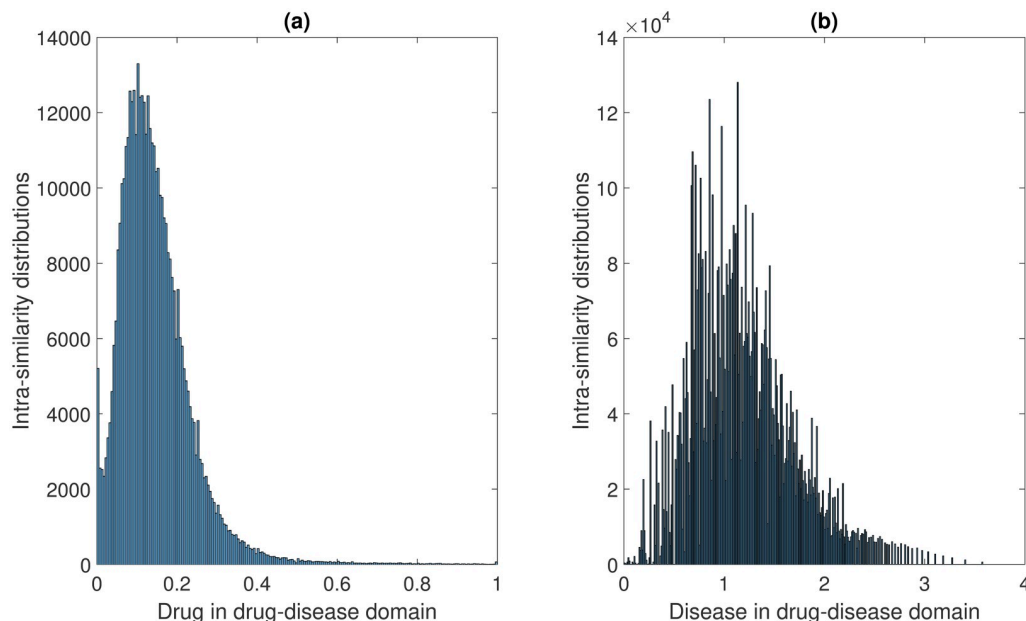 (a)
14000
12000
10000
8000
6000
4000
2000
0
Intra-similarity distributions
0 0.2 0.4 0.6 0.8 1
Drug in drug-disease domain
(b)
×10^4
14
12
10
8
6
4
2
0
Intra-similarity distributions
0 1 2 3 4
Disease in drug-disease domain